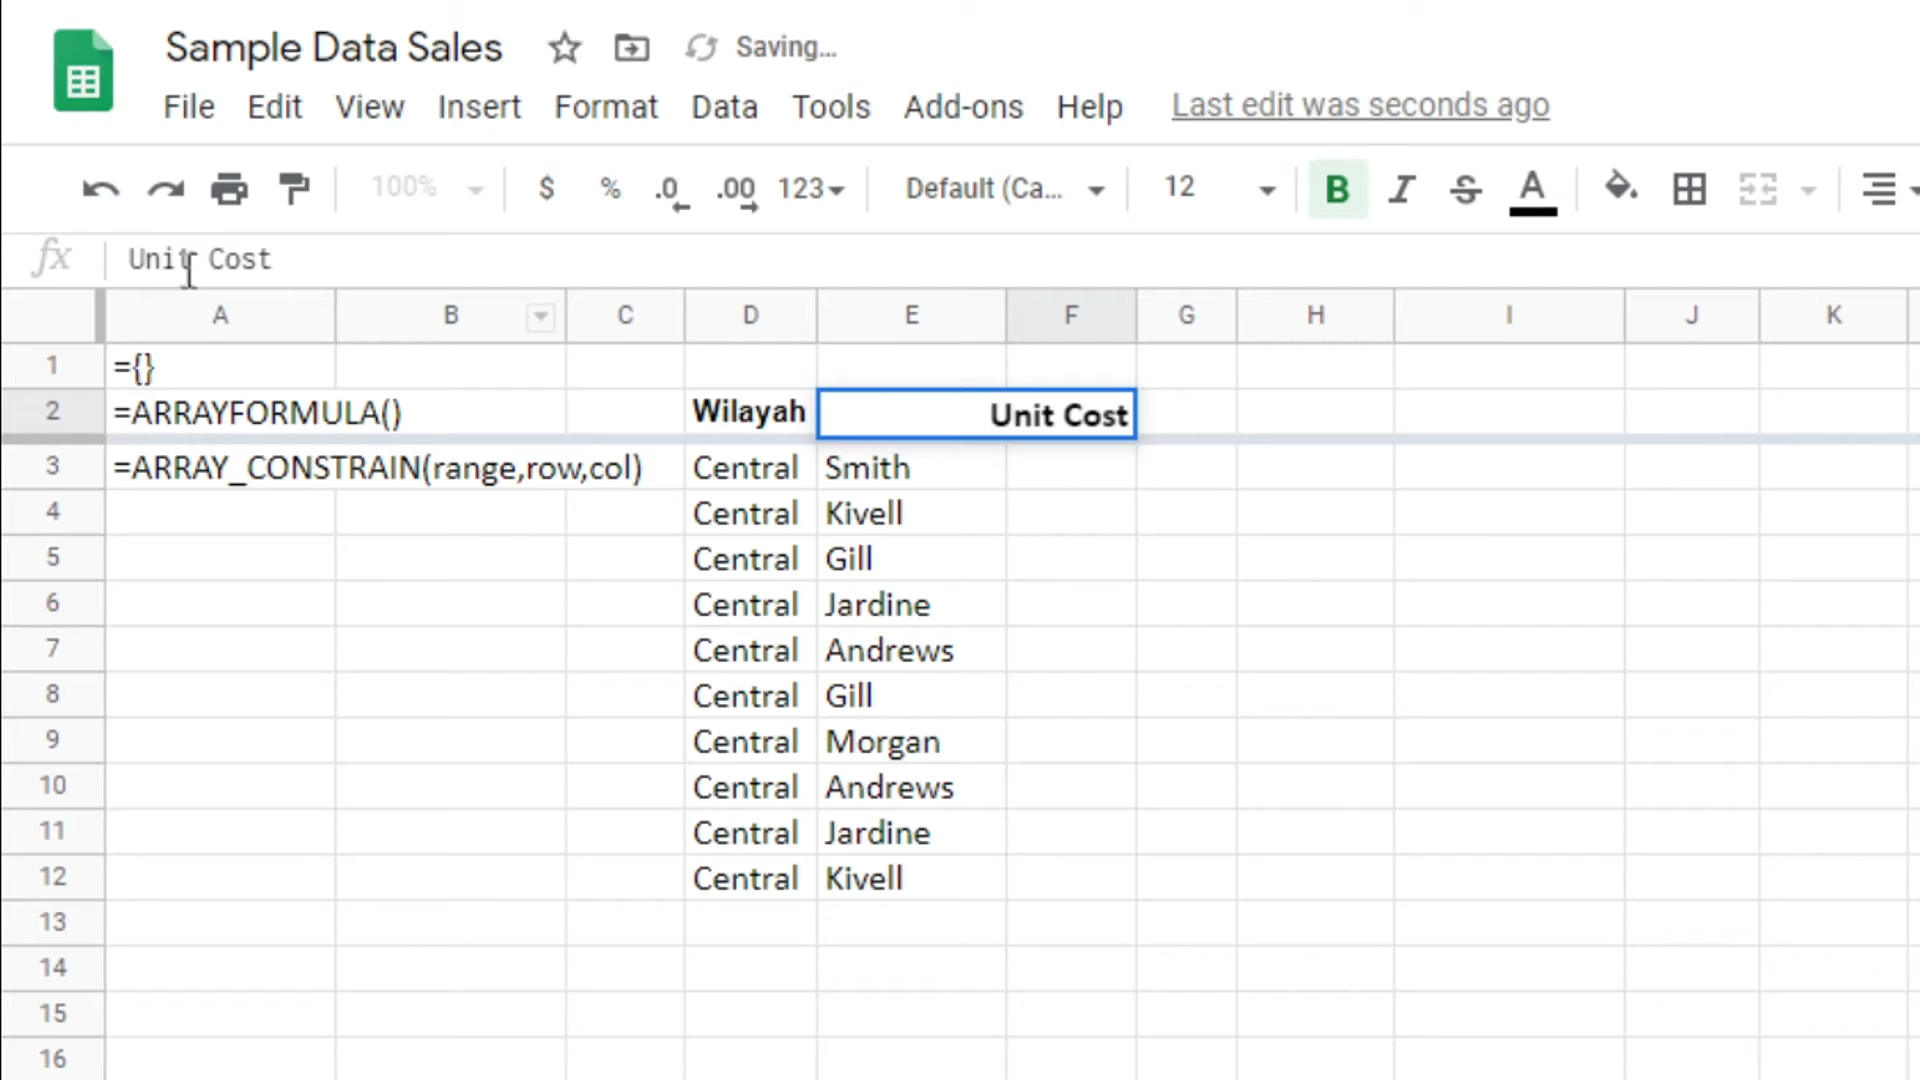 Sample Data Sales Saving...
File Edit View Insert Format Data Tools Add-ons Help Last edit was seconds ago
100% $ % .0 .00 123 Default (Ca... 12 B I S A
fx Unit Cost
A B C D E F G H I J K
1 ={}
2 =ARRAYFORMULA() Wilayah Unit Cost
3 =ARRAY_CONSTRAIN(range,row,col) Central Smith
4 Central Kivell
5 Central Gill
6 Central Jardine
7 Central Andrews
8 Central Gill
9 Central Morgan
10 Central Andrews
11 Central Jardine
12 Central Kivell
13
14
15
16